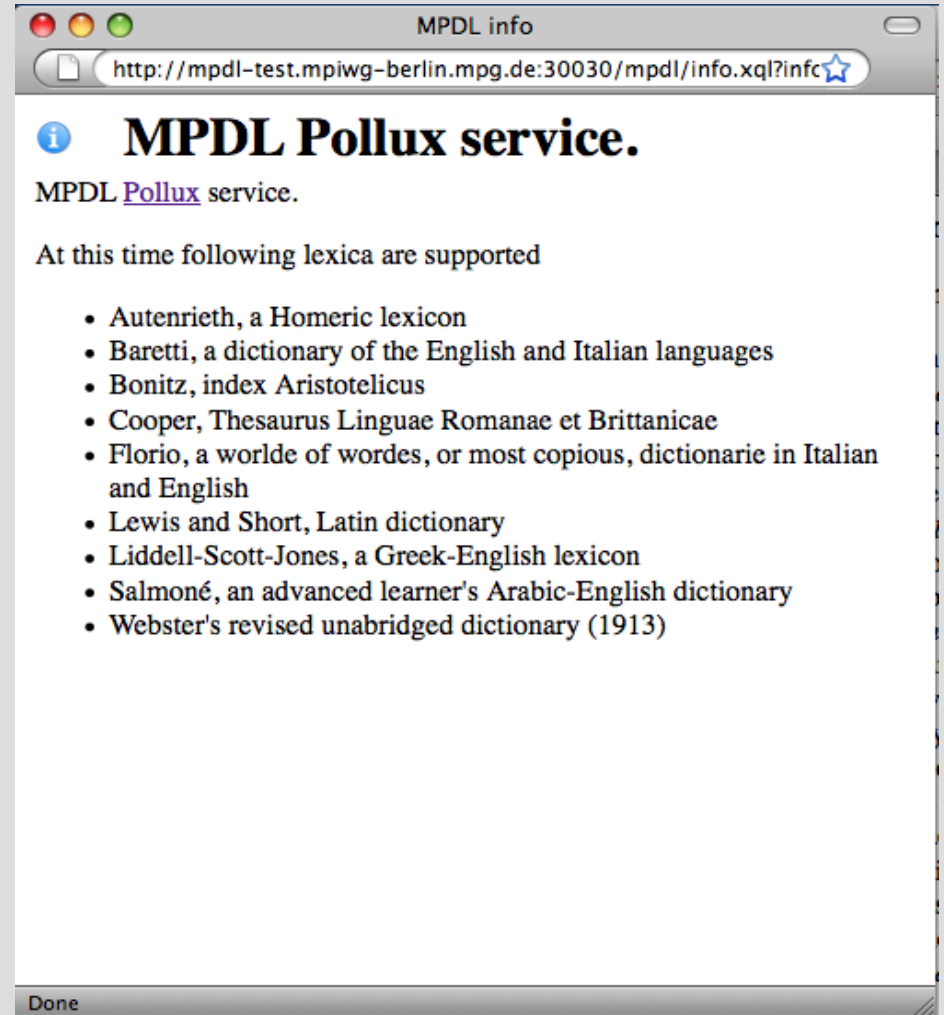 MPDL info
http://mpdl-test.mpiwg-berlin.mpg.de:30030/mpdl/info.xql?info
MPDL Pollux service.
MPDL Pollux service.
At this time following lexica are supported
• Autenrieth, a Homeric lexicon
• Baretti, a dictionary of the English and Italian languages
• Bonitz, index Aristotelicus
• Cooper, Thesaurus Linguae Romanae et Brittanicae
• Florio, a worlde of wordes, or most copious, dictionarie in Italian
and English
• Lewis and Short, Latin dictionary
• Liddell-Scott-Jones, a Greek-English lexicon
• Salmoné, an advanced learner's Arabic-English dictionary
• Webster's revised unabridged dictionary (1913)
Done